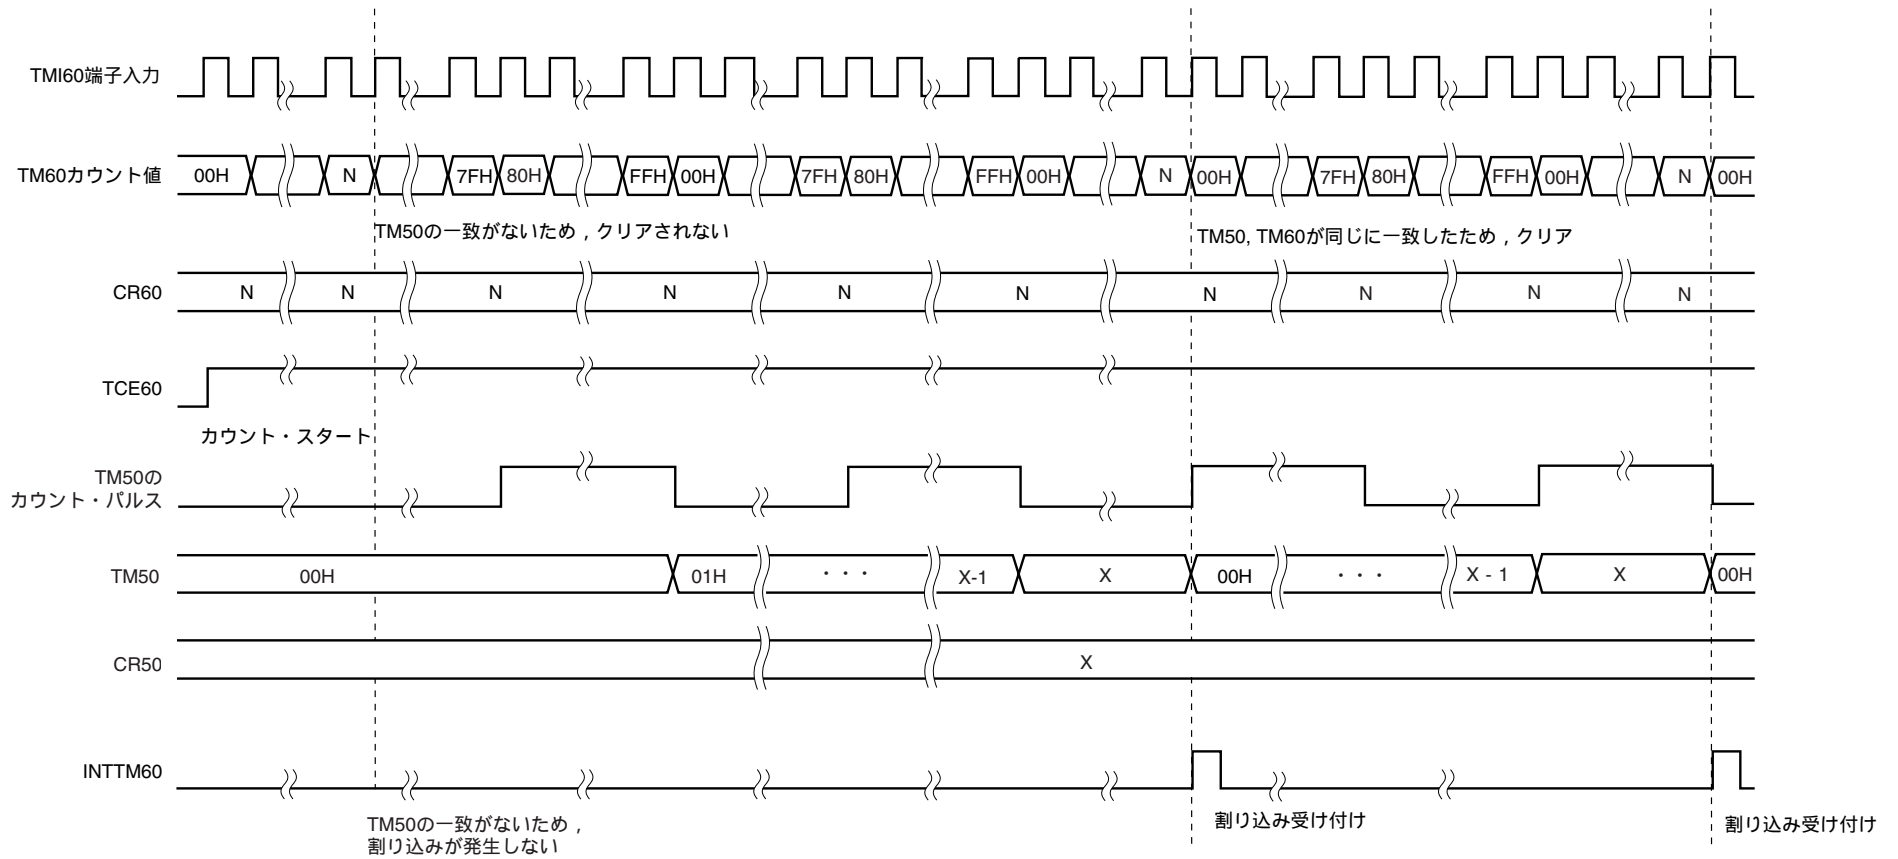 TMI60端子入力
TM60カウント値 00H N 7FH 80H FFH 00H 7FH 80H FFH 00H N 00H 7FH 80H FFH 00H N 00H
TM50の一致がないため，クリアされない
TM50, TM60が同じに一致したため，クリア
CR60 N N N N N N N N N N
TCE60
カウント・スタート
TM50の
カウント・パルス
TM50 00H 01H ・・・ X-1 X 00H ・・・ X - 1 X 00H
CR50 X
INTTM60
TM50の一致がないため，
割り込みが発生しない
割り込み受け付け
割り込み受け付け